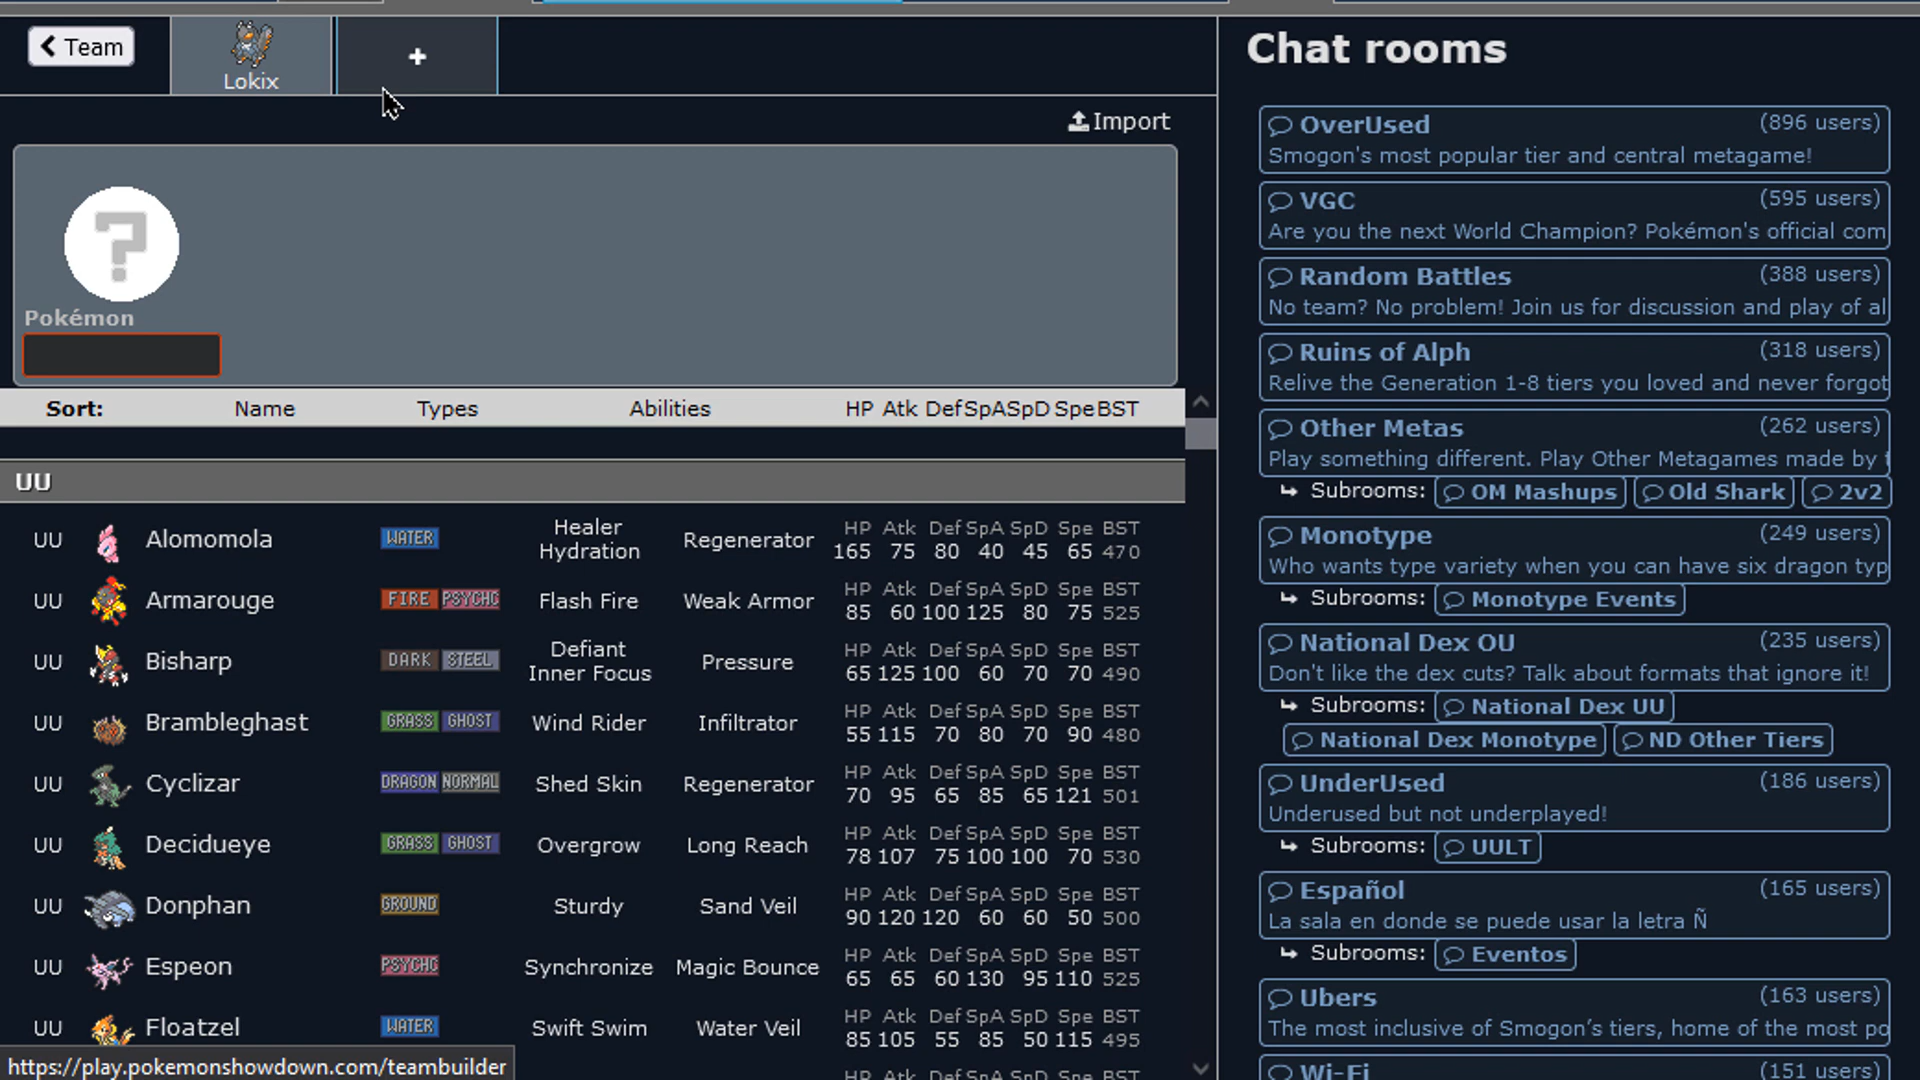 Team
Lokix
+
Import
?
Pokémon
Sort: Name Types Abilities HP Atk Def SpA SpD Spe BST
UU
UU Alomomola WATER Healer Hydration Regenerator HP 165 Atk 75 Def 80 SpA 40 SpD 45 Spe 65 BST 470
UU Armarouge FIRE PSYCHC Flash Fire Weak Armor 85 60 100 125 80 75 525 HP Atk Def SpA SpD Spe BST
UU Bisharp DARK STEEL Defiant Inner Focus Pressure HP 65 Atk 125 Def 100 SpA 60 SpD 70 Spe 70 BST 490
UU Brambleghast GRASS GHOST Wind Rider Infiltrator HP 55 Atk 115 Def 70 SpA 80 SpD 70 Spe 90 BST 480
UU Cyclizar DRAGON NORMAL Shed Skin Regenerator HP 70 Atk 95 Def 65 SpA 85 SpD 65 Spe 121 BST 501
UU Decidueye GRASS GHOST Overgrow Long Reach HP 78 Atk 107 Def 75 SpA 100 SpD 100 Spe 70 BST 530
UU Donphan GROUND Sturdy Sand Veil HP 90 Atk 120 Def 120 SpA 60 SpD 60 Spe 50 BST 500
UU Espeon PSYCHC Synchronize Magic Bounce HP 65 Atk 65 Def 60 SpA 130 SpD 95 Spe 110 BST 525
UU Floatzel WATER Swift Swim Water Veil HP 85 Atk 105 Def 55 SpA 85 SpD 50 Spe 115 BST 495
HP Atk Def SpA SpD Spe BST
https://play.pokemonshowdown.com/teambuilder
Chat rooms
OverUsed (896 users)
Smogon's most popular tier and central metagame!
VGC (595 users)
Are you the next World Champion? Pokémon's official com
Random Battles (388 users)
No team? No problem! Join us for discussion and play of al
Ruins of Alph (318 users)
Relive the Generation 1-8 tiers you loved and never forgot
Other Metas (262 users)
Play something different. Play Other Metagames made by
Subrooms: OM Mashups Old Shark 2v2
Monotype (249 users)
Who wants type variety when you can have six dragon typ
Subrooms: Monotype Events
National Dex OU (235 users)
Don't like the dex cuts? Talk about formats that ignore it!
Subrooms: National Dex UU
National Dex Monotype ND Other Tiers
UnderUsed (186 users)
Underused but not underplayed!
Subrooms: UULT
Español (165 users)
La sala en donde se puede usar la letra Ñ
Subrooms: Eventos
Ubers (163 users)
The most inclusive of Smogon’s tiers, home of the most po
Wi-Fi (151 users)